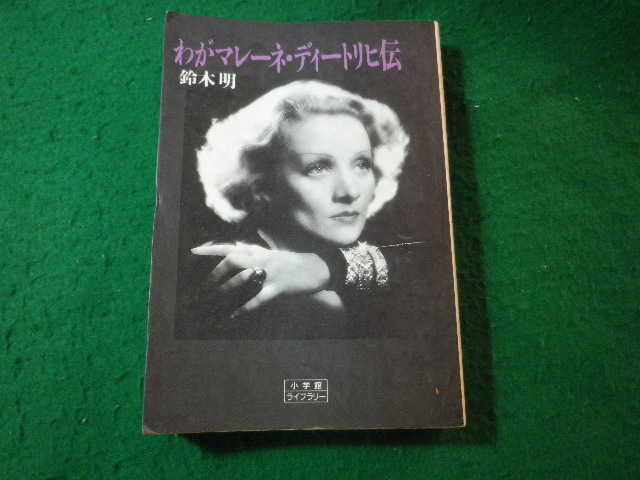 わがマレーネ・ディートリヒ伝
鈴木明
小学館
ライブラリー